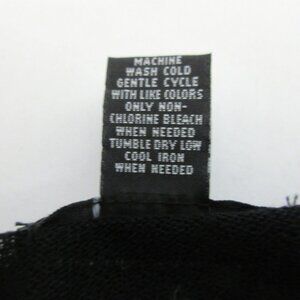 MACHINE
WASH COLD
GENTLE CYCLE
WITH LIKE COLORS
ONLY NON-
CHLORINE BLEACH
WHEN NEEDED
TUMBLE DRY LOW
COOL IRON
WHEN NEEDED